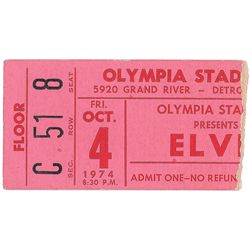 FLOOR
C 51 8
SEC. ROW SEAT
FRI.
OCT.
4
1974
8:30 P.M.
OLYMPIA STAD
5920 GRAND RIVER - DETRO
OLYMPIA STA
PRESENTS
ELV
ADMIT ONE—NO REFUN